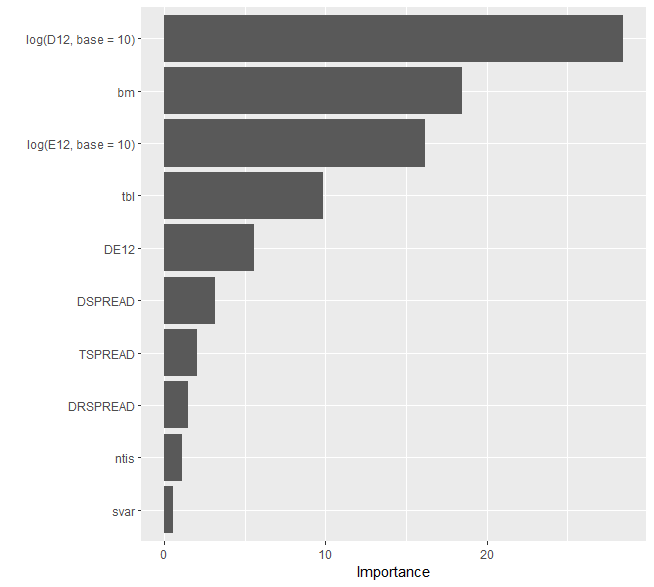 log(D12, base = 10)
bm
log(E12, base = 10)
tbl
DE12
DSPREAD
TSPREAD
DRSPREAD
ntis
svar
0 10 20
Importance